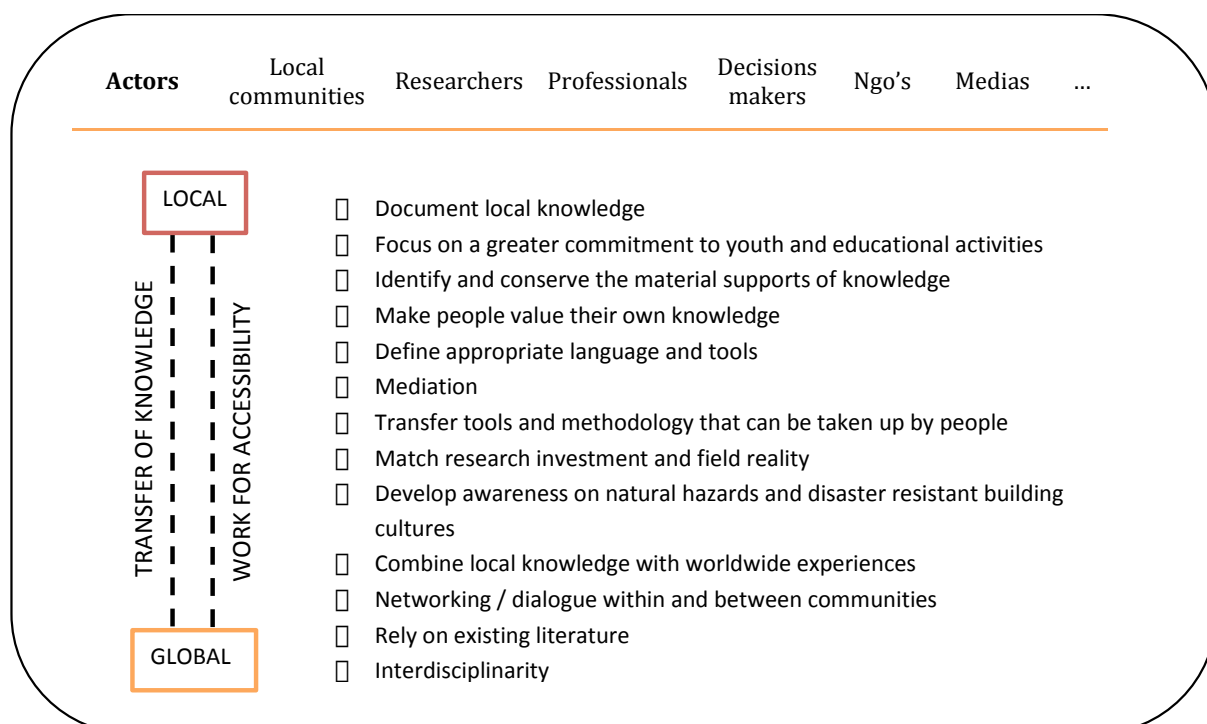 Actors Local communities Researchers Professionals Decisions makers Ngo's Medias ...
LOCAL
TRANSFER OF KNOWLEDGE
WORK FOR ACCESSIBILITY
GLOBAL
Document local knowledge
Focus on a greater commitment to youth and educational activities
Identify and conserve the material supports of knowledge
Make people value their own knowledge
Define appropriate language and tools
Mediation
Transfer tools and methodology that can be taken up by people
Match research investment and field reality
Develop awareness on natural hazards and disaster resistant building
cultures
Combine local knowledge with worldwide experiences
Networking / dialogue within and between communities
Rely on existing literature
Interdisciplinarity